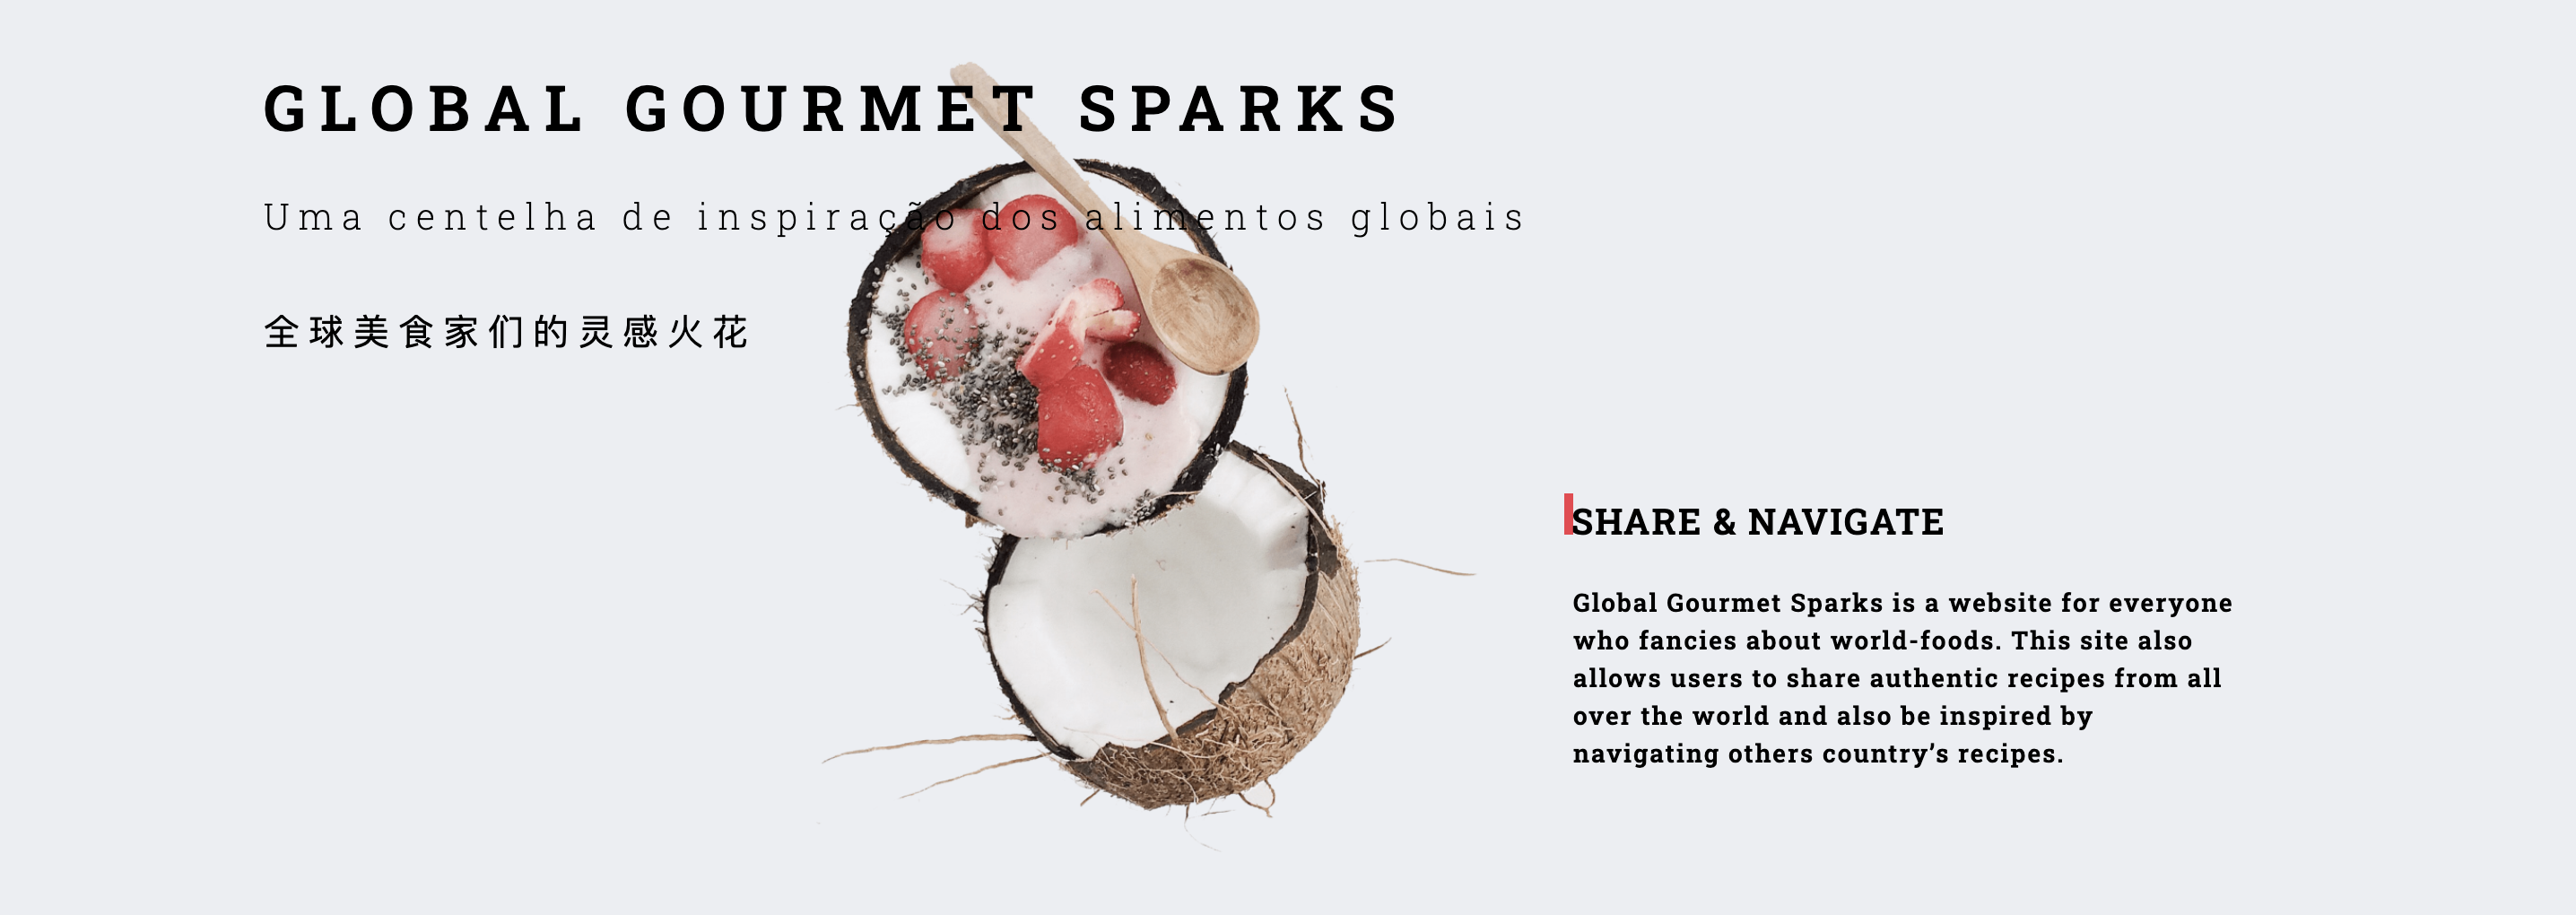 GLOBAL GOURMET SPARKS
Uma centelha de inspiração dos alimentos globais
全球美食家们的灵感火花
SHARE & NAVIGATE
Global Gourmet Sparks is a website for everyone
who fancies about world-foods. This site also
allows users to share authentic recipes from all
over the world and also be inspired by
navigating others country’s recipes.